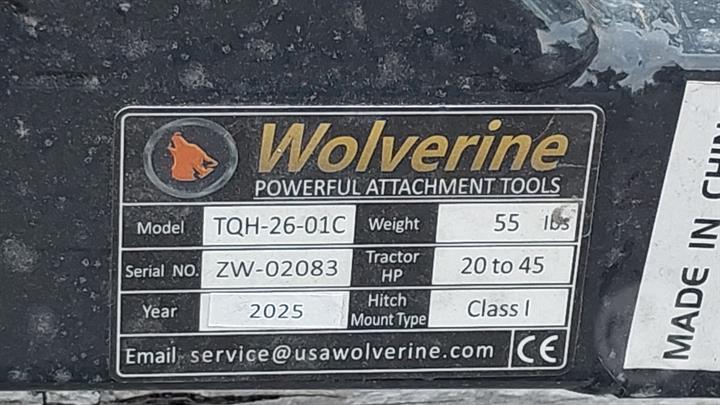 Wolverine
POWERFUL ATTACHMENT TOOLS
Model TQH-26-01C Weight 55 lbs
Serial NO. ZW-02083 Tractor HP 20 to 45
Year 2025 Hitch Mount Type Class I
Email service@usawolverine.com CE
MADE IN CHIN